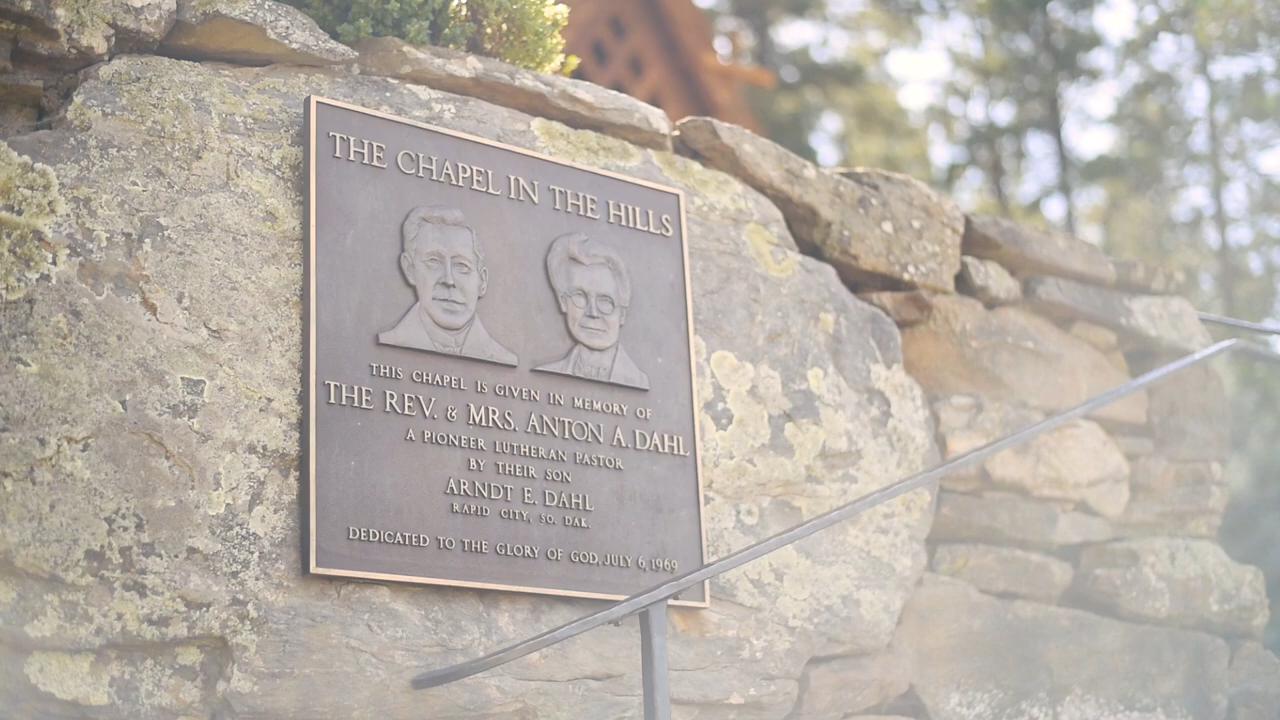 THE CHAPEL IN THE HILLS
THIS CHAPEL IS GIVEN IN MEMORY OF
THE REV. & MRS. ANTON A. DAHL
A PIONEER LUTHERAN PASTOR
BY THEIR SON
ARNDT E. DAHL
RAPID CITY, SO. DAK.
DEDICATED TO THE GLORY OF GOD, JULY 6, 1969